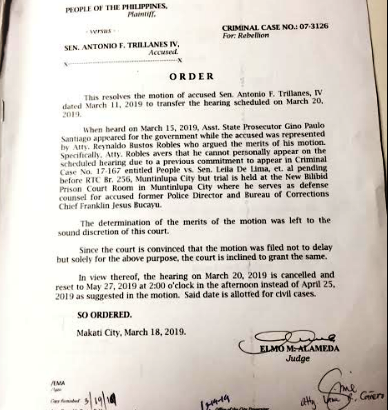 PEOPLE OF THE PHILIPPINES,
Plaintiff,
- versus -
CRIMINAL CASE NO.: 07-3126
For: Rebellion
SEN. ANTONIO F. TRILLANES IV,
Accused.
x- - - - - - - - - - - - - - - - - - - - - - - - -x
O R D E R
This resolves the motion of accused Sen. Antonio F. Trillanes, IV
dated March 11, 2019 to transfer the hearing scheduled on March 20,
2019.
When heard on March 15, 2019, Asst. State Prosecutor Gino Paulo
Santiago appeared for the government while the accused was represented
by Atty. Reynaldo Bustos Robles who argued the merits of his motion.
Specifically, Atty. Robles avers that he cannot personally appear on the
scheduled hearing due to a previous commitment to appear in Criminal
Case No. 17-167 entitled People vs. Sen. Leila De Lima, et. al pending
before RTC Br. 256, Muntinlupa City but trial is held at the New Bilibid
Prison Court Room in Muntinlupa City where he serves as defense
counsel for accused former Police Director and Bureau of Corrections
Chief Franklin Jesus Bucayu.
The determination of the merits of the motion was left to the
sound discretion of this court.
Since the court is convinced that the motion was filed not to delay
but solely for the above purpose, the court is inclined to grant the same.
In view thereof, the hearing on March 20, 2019 is cancelled and
reset to May 27, 2019 at 2:00 o'clock in the afternoon instead of April 25,
2019 as suggested in the motion. Said date is allotted for civil cases.
SO ORDERED.
Makati City, March 18, 2019.
ELMO M. ALAMEDA
Judge
/EMA
3/19/19